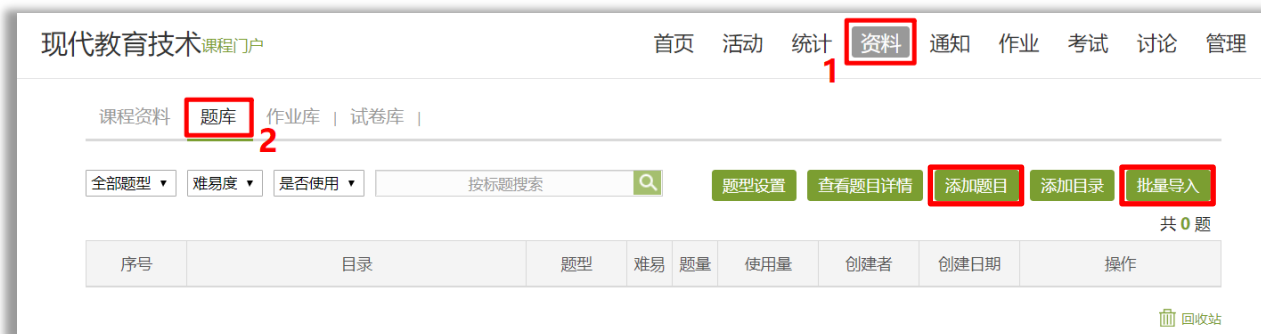 现代教育技术课程门户 首页 活动 统计 资料 通知 作业 考试 讨论 管理
1
课程资料 题库 作业库 | 试卷库 |
2
全部题型 ▼ 难易度 ▼ 是否使用 ▼ 按标题搜索 题型设置 查看题目详情 添加题目 添加目录 批量导入
共 0 题
序号 目录 题型 难易 题量 使用量 创建者 创建日期 操作
回收站